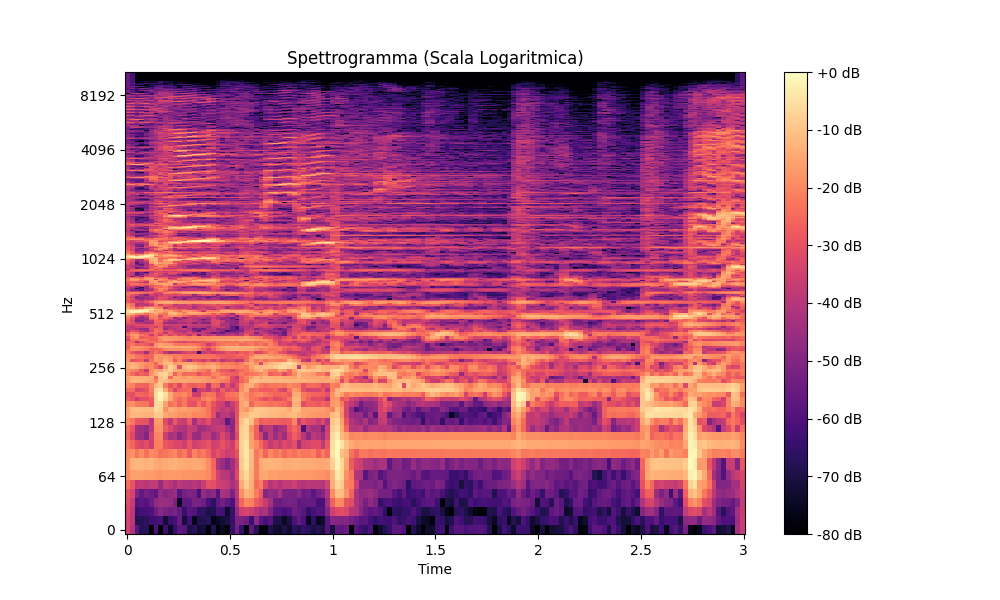 Spettrogramma (Scala Logaritmica)
Hz
8192
4096
2048
1024
512
256
128
64
0
0 0.5 1 1.5 2 2.5 3
Time
+0 dB
-10 dB
-20 dB
-30 dB
-40 dB
-50 dB
-60 dB
-70 dB
-80 dB